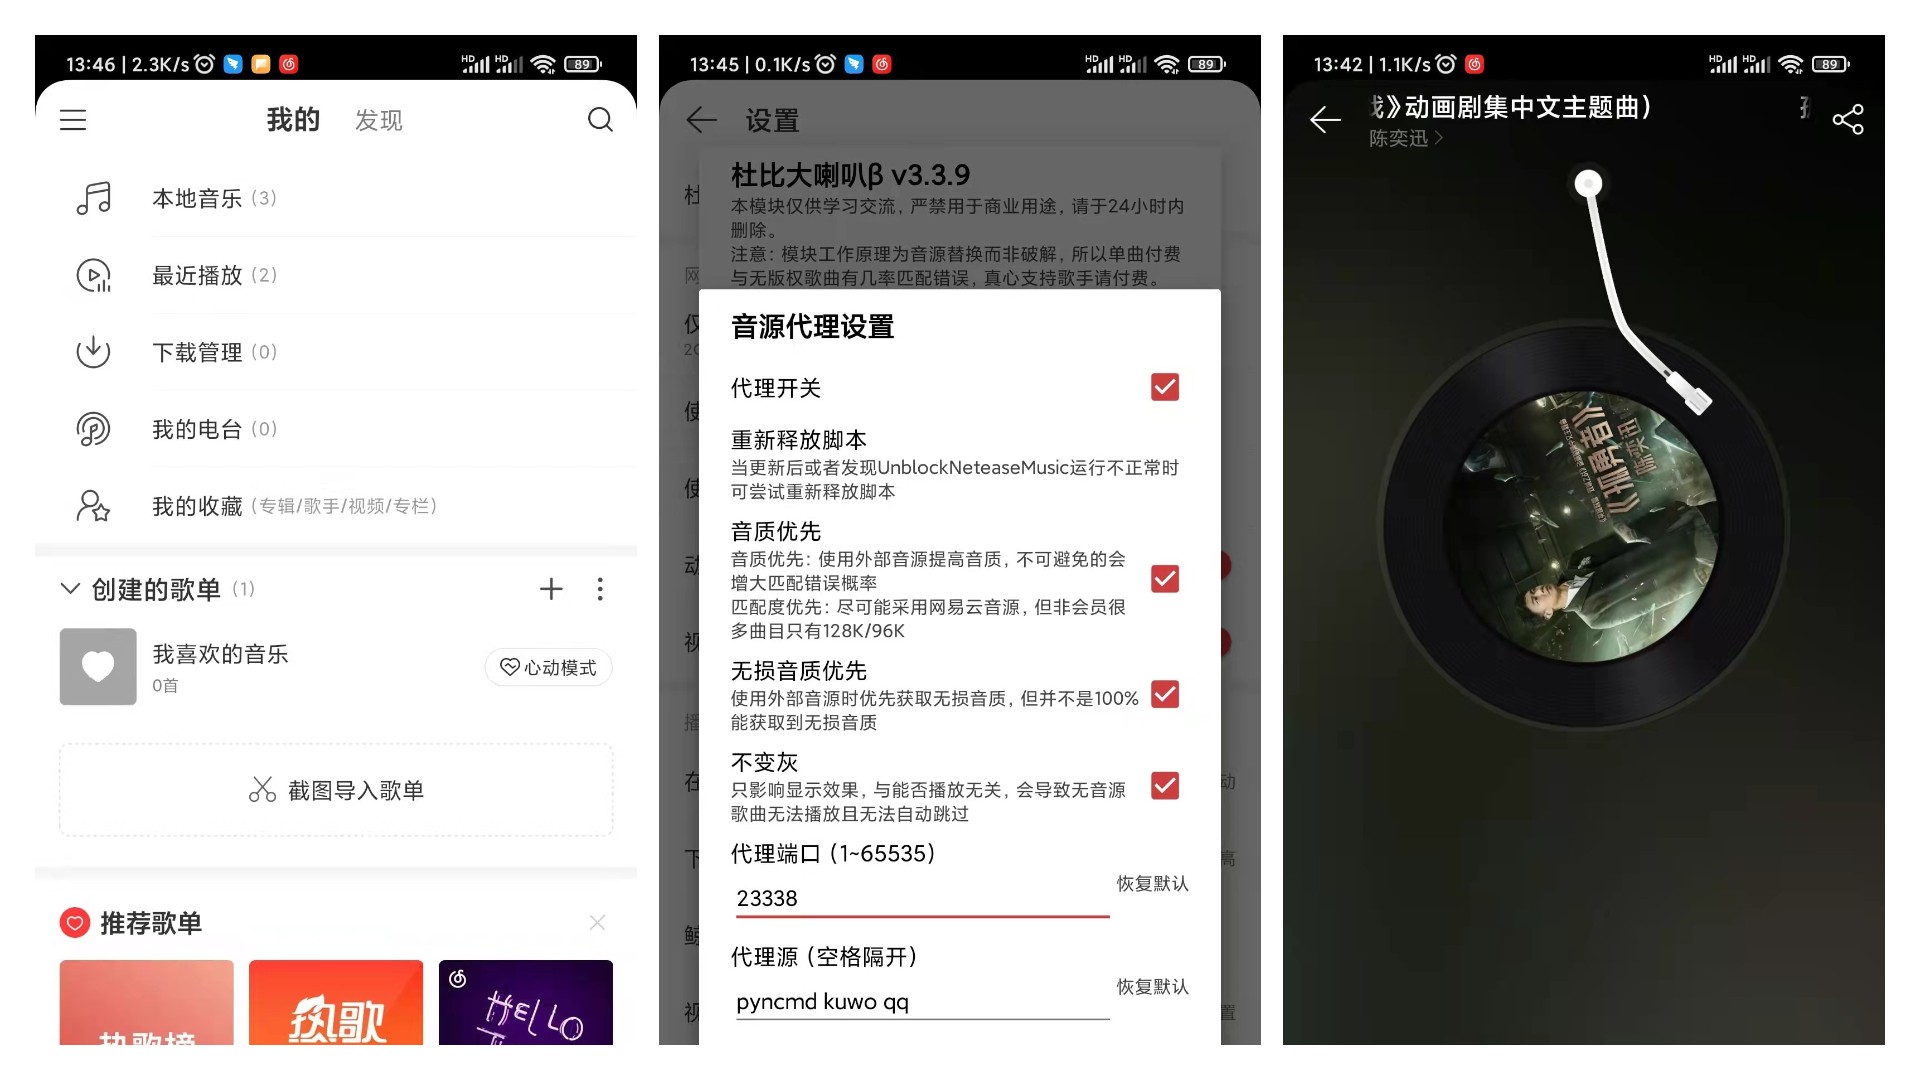 13:46 | 2.3K/s
HD HD 89
我的 发现
本地音乐 (3)
最近播放 (2)
下载管理 (0)
我的电台 (0)
我的收藏 (专辑/歌手/视频/专栏)
创建的歌单 (1)
我喜欢的音乐
0首
心动模式
截图导入歌单
推荐歌单
热歌榜
热歌
HELLO
13:45 | 0.1K/s
HD HD 89
设置
杜比大喇叭β v3.3.9
本模块仅供学习交流, 严禁用于商业用途, 请于24小时内
删除。
注意: 模块工作原理为音源替换而非破解, 所以单曲付费
与无版权歌曲有几率匹配错误, 真心支持歌手请付费。
音源代理设置
代理开关
重新释放脚本
当更新后或者发现UnblockNeteaseMusic运行不正常时
可尝试重新释放脚本
音质优先
音质优先: 使用外部音源提高音质, 不可避免的会
增大匹配错误概率
匹配度优先: 尽可能采用网易云音源, 但非会员很
多曲目只有128K/96K
无损音质优先
使用外部音源时优先获取无损音质, 但并不是100%
能获取到无损音质
不变灰
只影响显示效果, 与能否播放无关, 会导致无音源
歌曲无法播放且无法自动跳过
代理端口 (1~65535)
23338
恢复默认
代理源 (空格隔开)
pyncmd kuwo qq
恢复默认
13:42 | 1.1K/s
HD HD 89
》动画剧集中文主题曲)
陈奕迅
陈奕迅